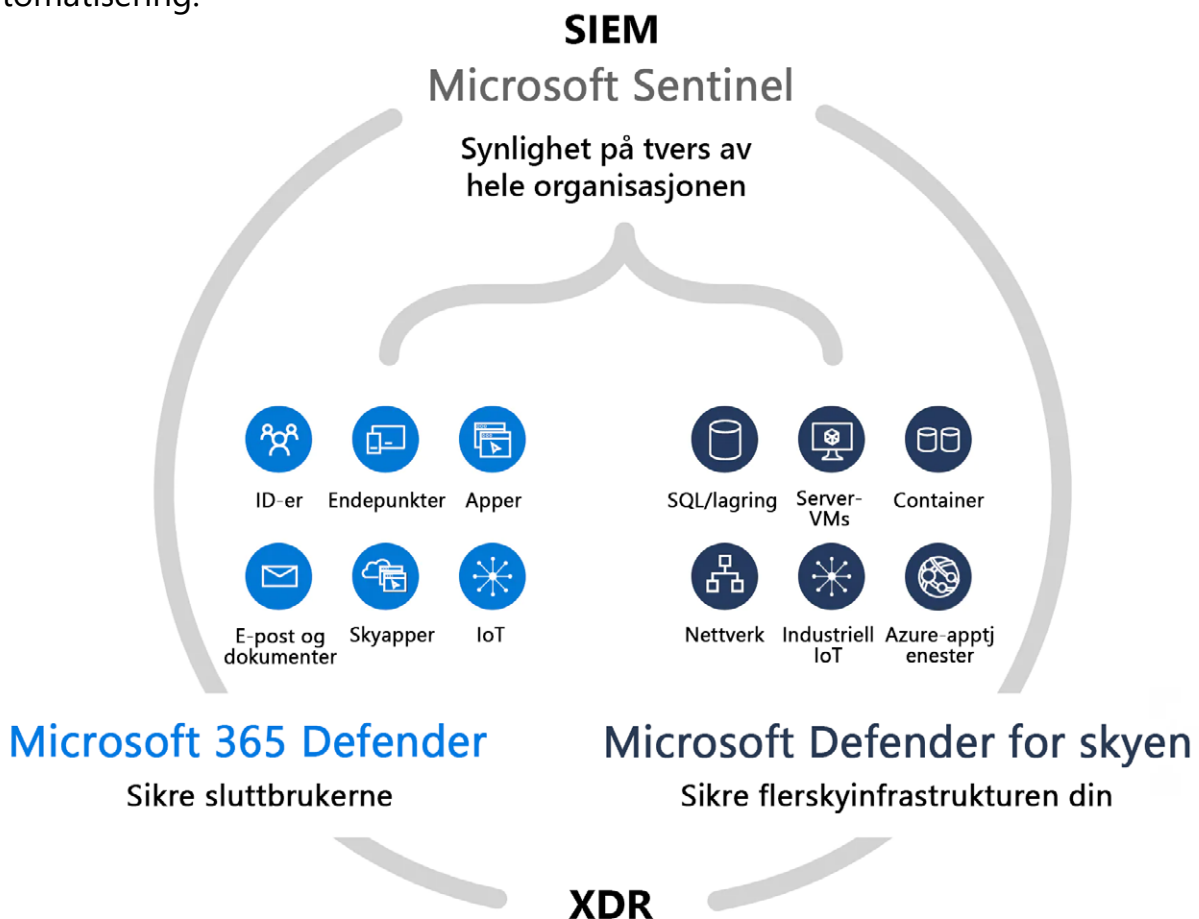 tomatisering.
SIEM
Microsoft Sentinel
Synlighet på tvers av
hele organisasjonen
ID-er
Endepunkter
Apper
SQL/lagring
Server-
VMs
Container
E-post og
dokumenter
Skyapper
IoT
Nettverk
Industriell
IoT
Azure-apptj
enester
Microsoft 365 Defender
Sikre sluttbrukerne
Microsoft Defender for skyen
Sikre flerskyinfrastrukturen din
XDR